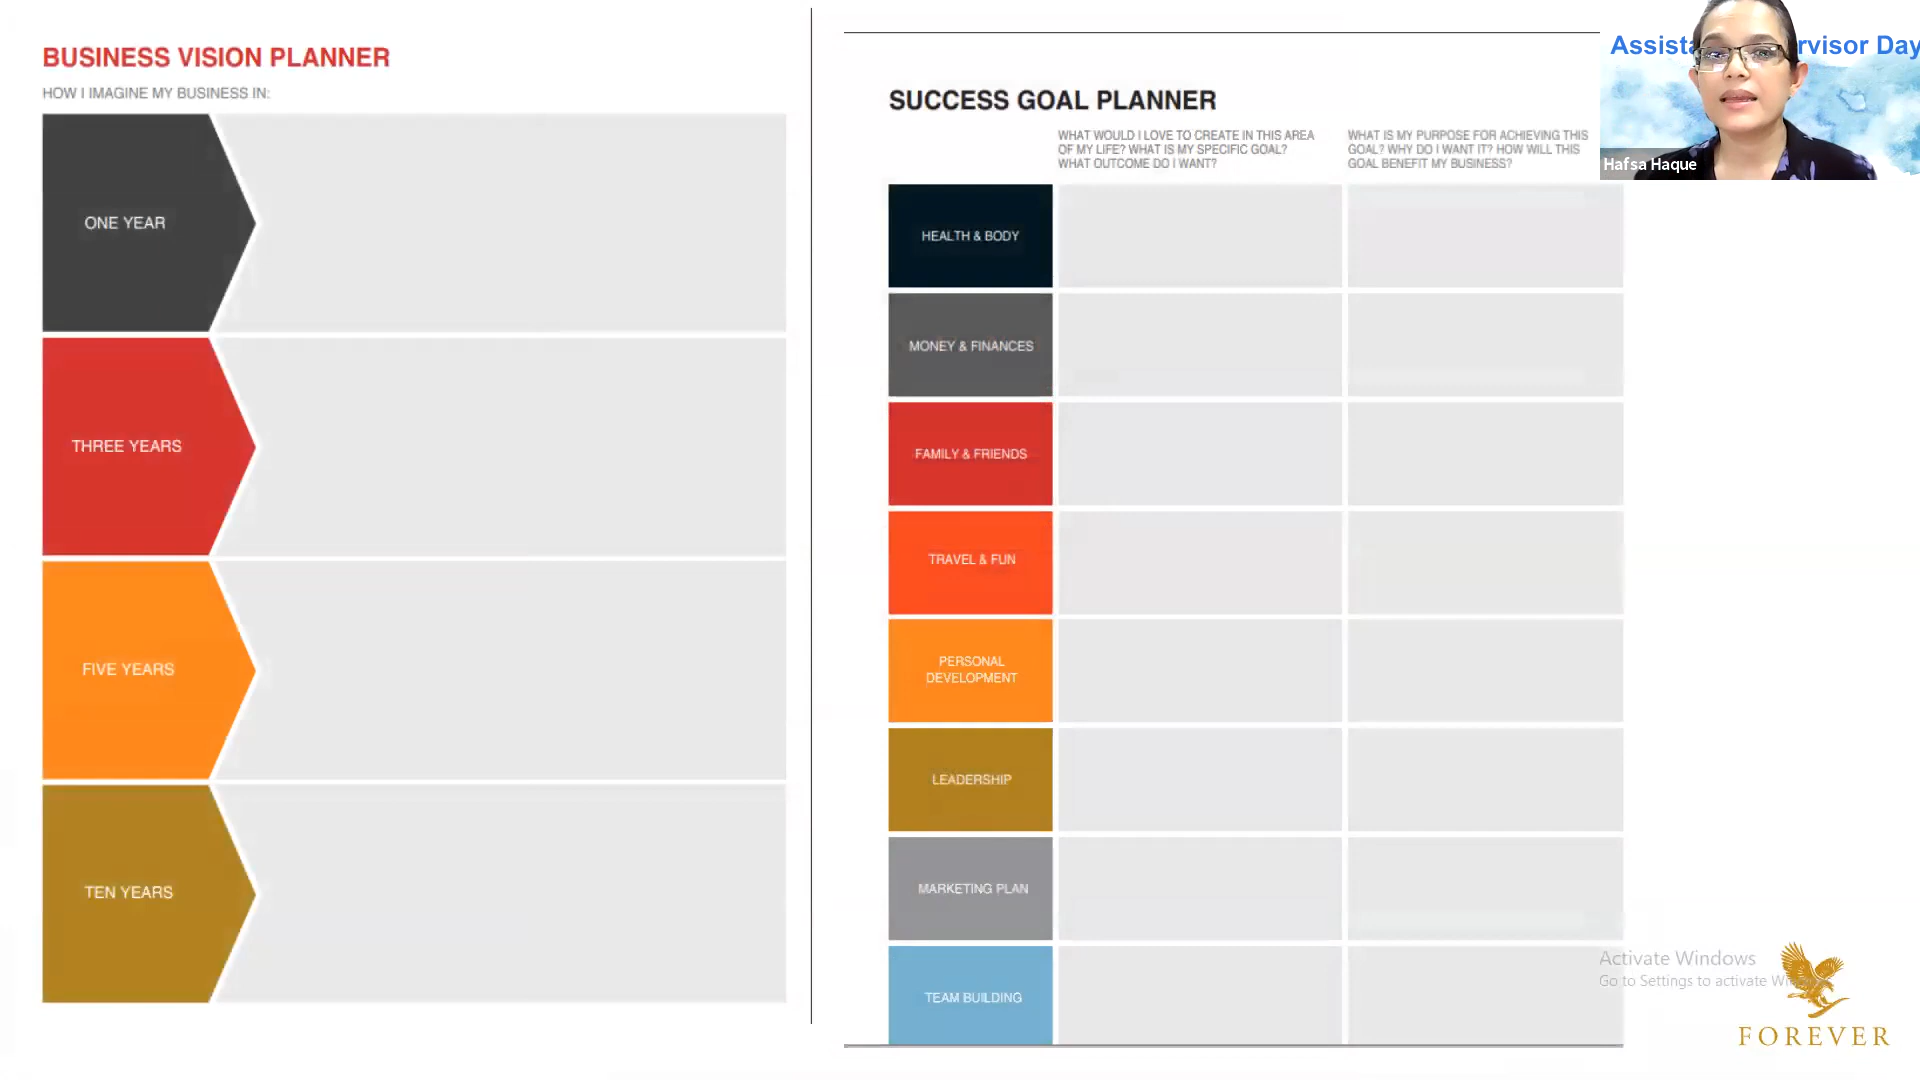 BUSINESS VISION PLANNER
HOW I IMAGINE MY BUSINESS IN:
ONE YEAR
THREE YEARS
FIVE YEARS
TEN YEARS
SUCCESS GOAL PLANNER
WHAT WOULD I LOVE TO CREATE IN THIS AREA
OF MY LIFE? WHAT IS MY SPECIFIC GOAL?
WHAT OUTCOME DO I WANT?
WHAT IS MY PURPOSE FOR ACHIEVING THIS
GOAL? WHY DO I WANT IT? HOW WILL THIS
GOAL BENEFIT MY BUSINESS?
HEALTH & BODY
MONEY & FINANCES
FAMILY & FRIENDS
TRAVEL & FUN
PERSONAL
DEVELOPMENT
LEADERSHIP
MARKETING PLAN
TEAM BUILDING
Day
Hafsa Haque
Activate Windows
Go to Settings to activate
FOREVER